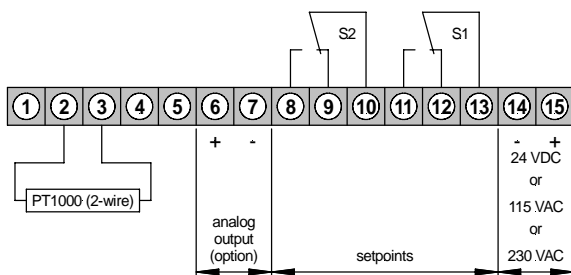 S2
S1
1 2 3 4 5 6 7 8 9 10 11 12 13 14 15
+ - - +
PT1000 (2-wire)
analog
output
(option)
setpoints
24 VDC
or
115 VAC
or
230 VAC